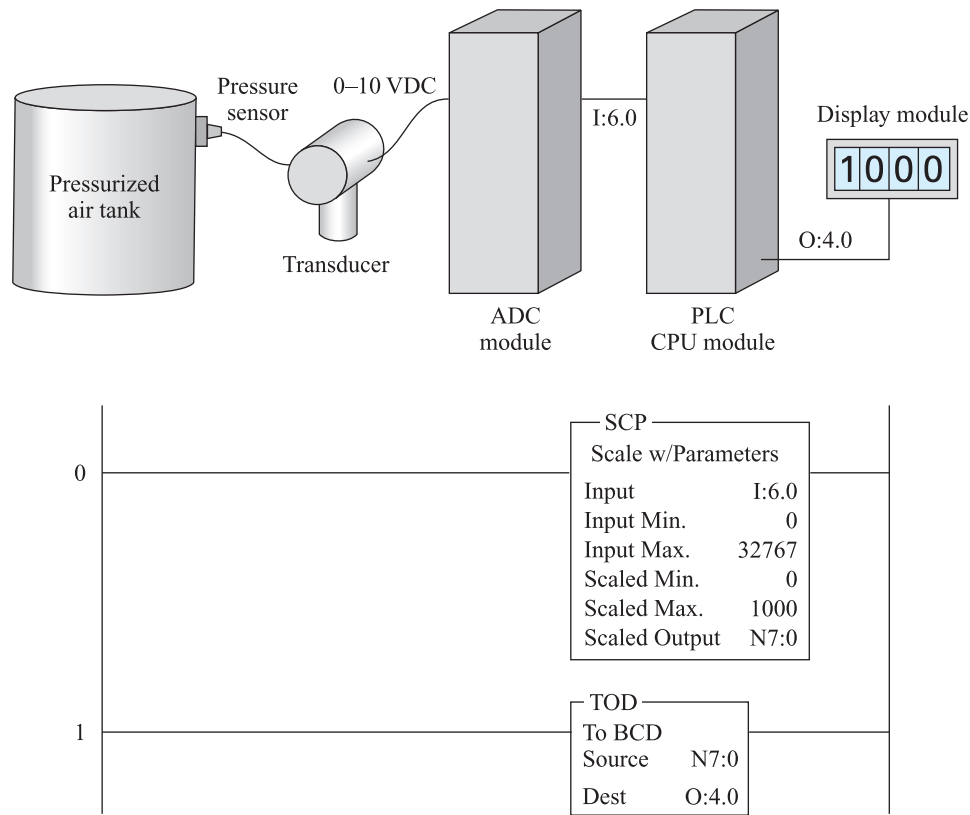 Pressure
sensor
0–10 VDC
Pressurized
air tank
Transducer
ADC
module
I:6.0
PLC
CPU module
Display module
1000
O:4.0
0
SCP
Scale w/Parameters
Input I:6.0
Input Min. 0
Input Max. 32767
Scaled Min. 0
Scaled Max. 1000
Scaled Output N7:0
1
TOD
To BCD
Source N7:0
Dest O:4.0